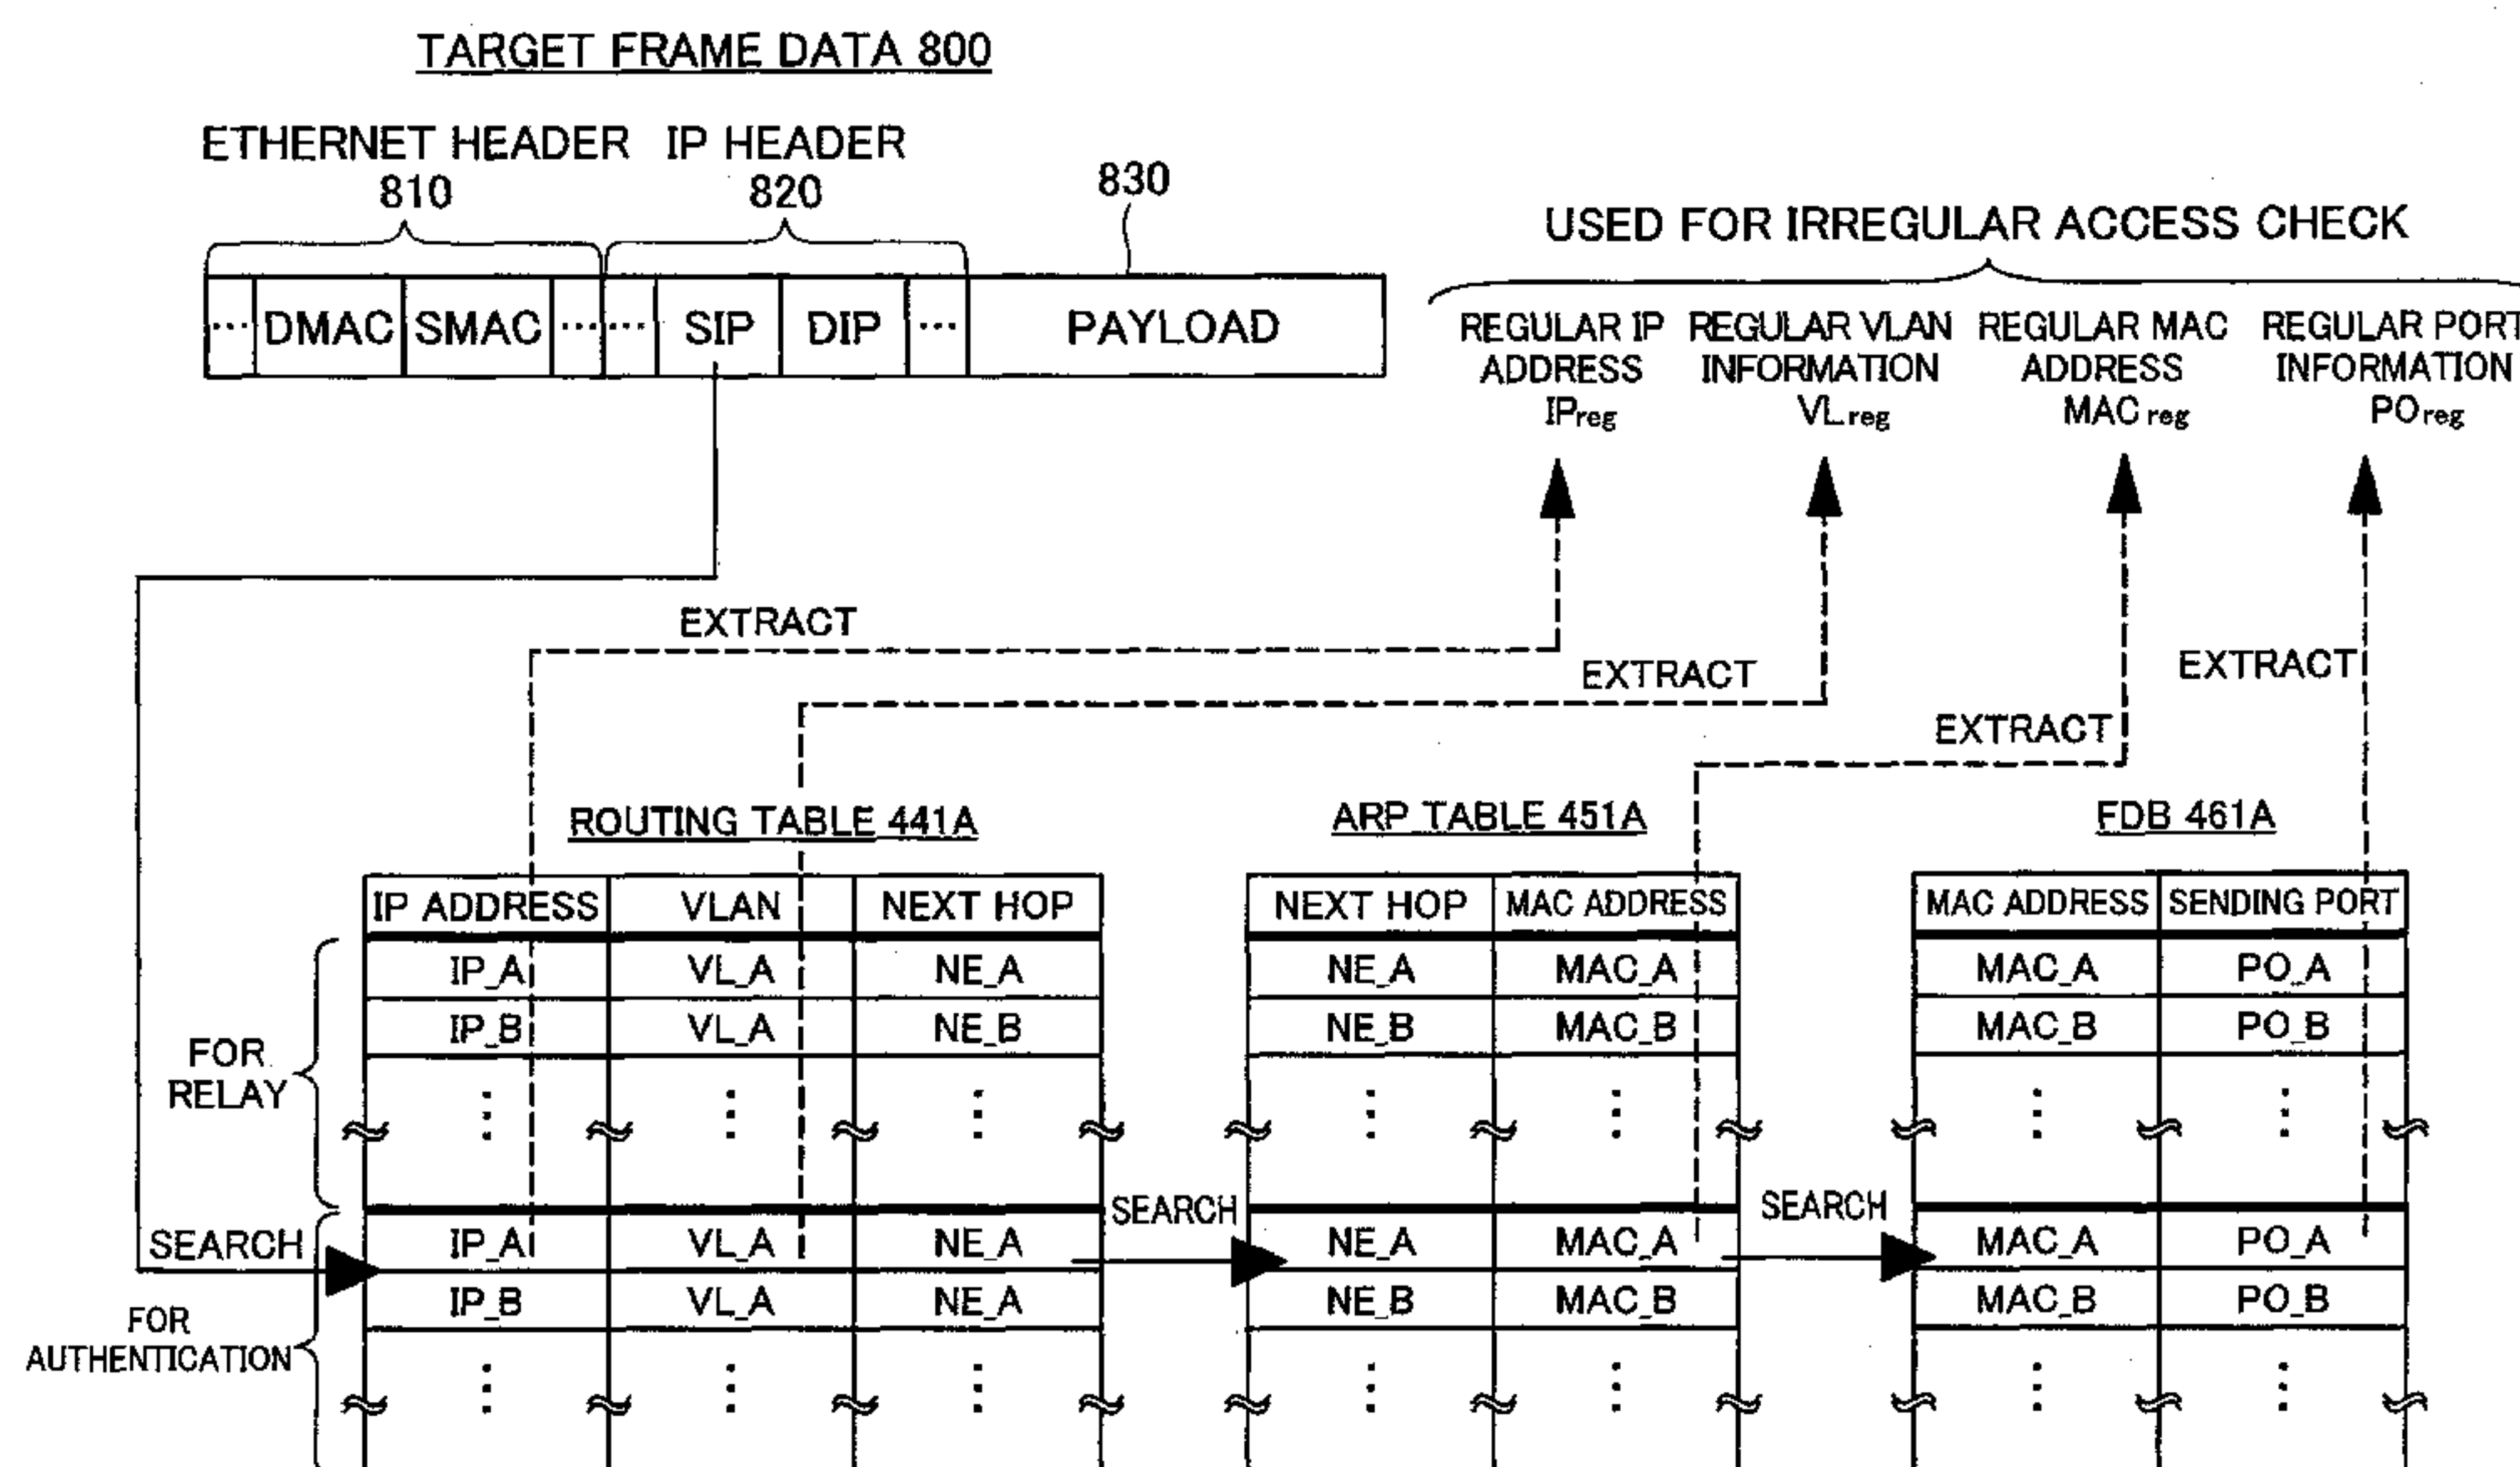 TARGET FRAME DATA 800
ETHERNET HEADER IP HEADER
810 820 830
USED FOR IRREGULAR ACCESS CHECK
... DMAC SMAC ... ... SIP DIP ... PAYLOAD
REGULAR IP REGULAR VLAN REGULAR MAC REGULAR PORT
ADDRESS INFORMATION ADDRESS INFORMATION
IPreg VLreg MACreg POreg
EXTRACT
EXTRACT
EXTRACT
EXTRACT
ROUTING TABLE 441A ARP TABLE 451A FDB 461A
IP ADDRESS VLAN NEXT HOP NEXT HOP MAC ADDRESS MAC ADDRESS SENDING PORT
IP_A VL_A NE_A NE_A MAC_A MAC_A PO_A
IP_B VL_A NE_B NE_B MAC_B MAC_B PO_B
FOR
RELAY
SEARCH SEARCH
SEARCH IP_A VL_A NE_A NE_A MAC_A MAC_A PO_A
IP_B VL_A NE_A NE_B MAC_B MAC_B PO_B
FOR
AUTHENTICATION